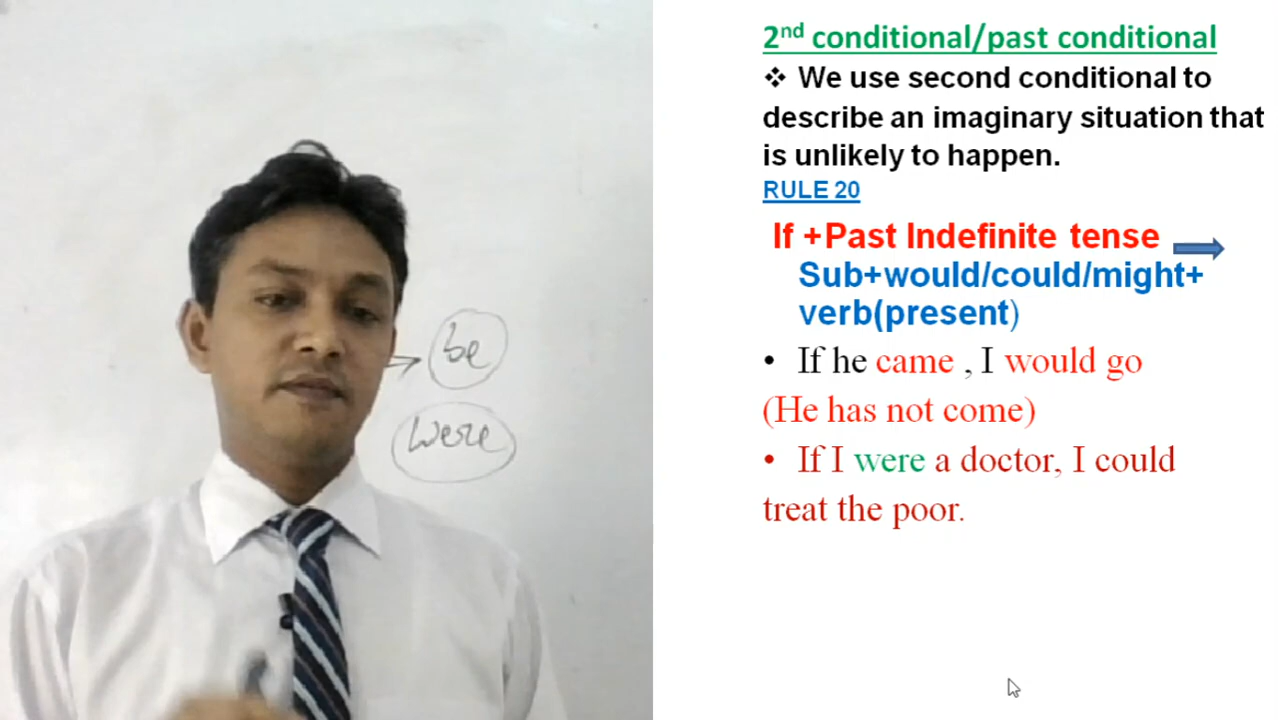 be
were
2nd conditional/past conditional
❖ We use second conditional to
describe an imaginary situation that
is unlikely to happen.
RULE 20
If +Past Indefinite tense
Sub+would/could/might+
verb(present)
• If he came , I would go
(He has not come)
• If I were a doctor, I could
treat the poor.